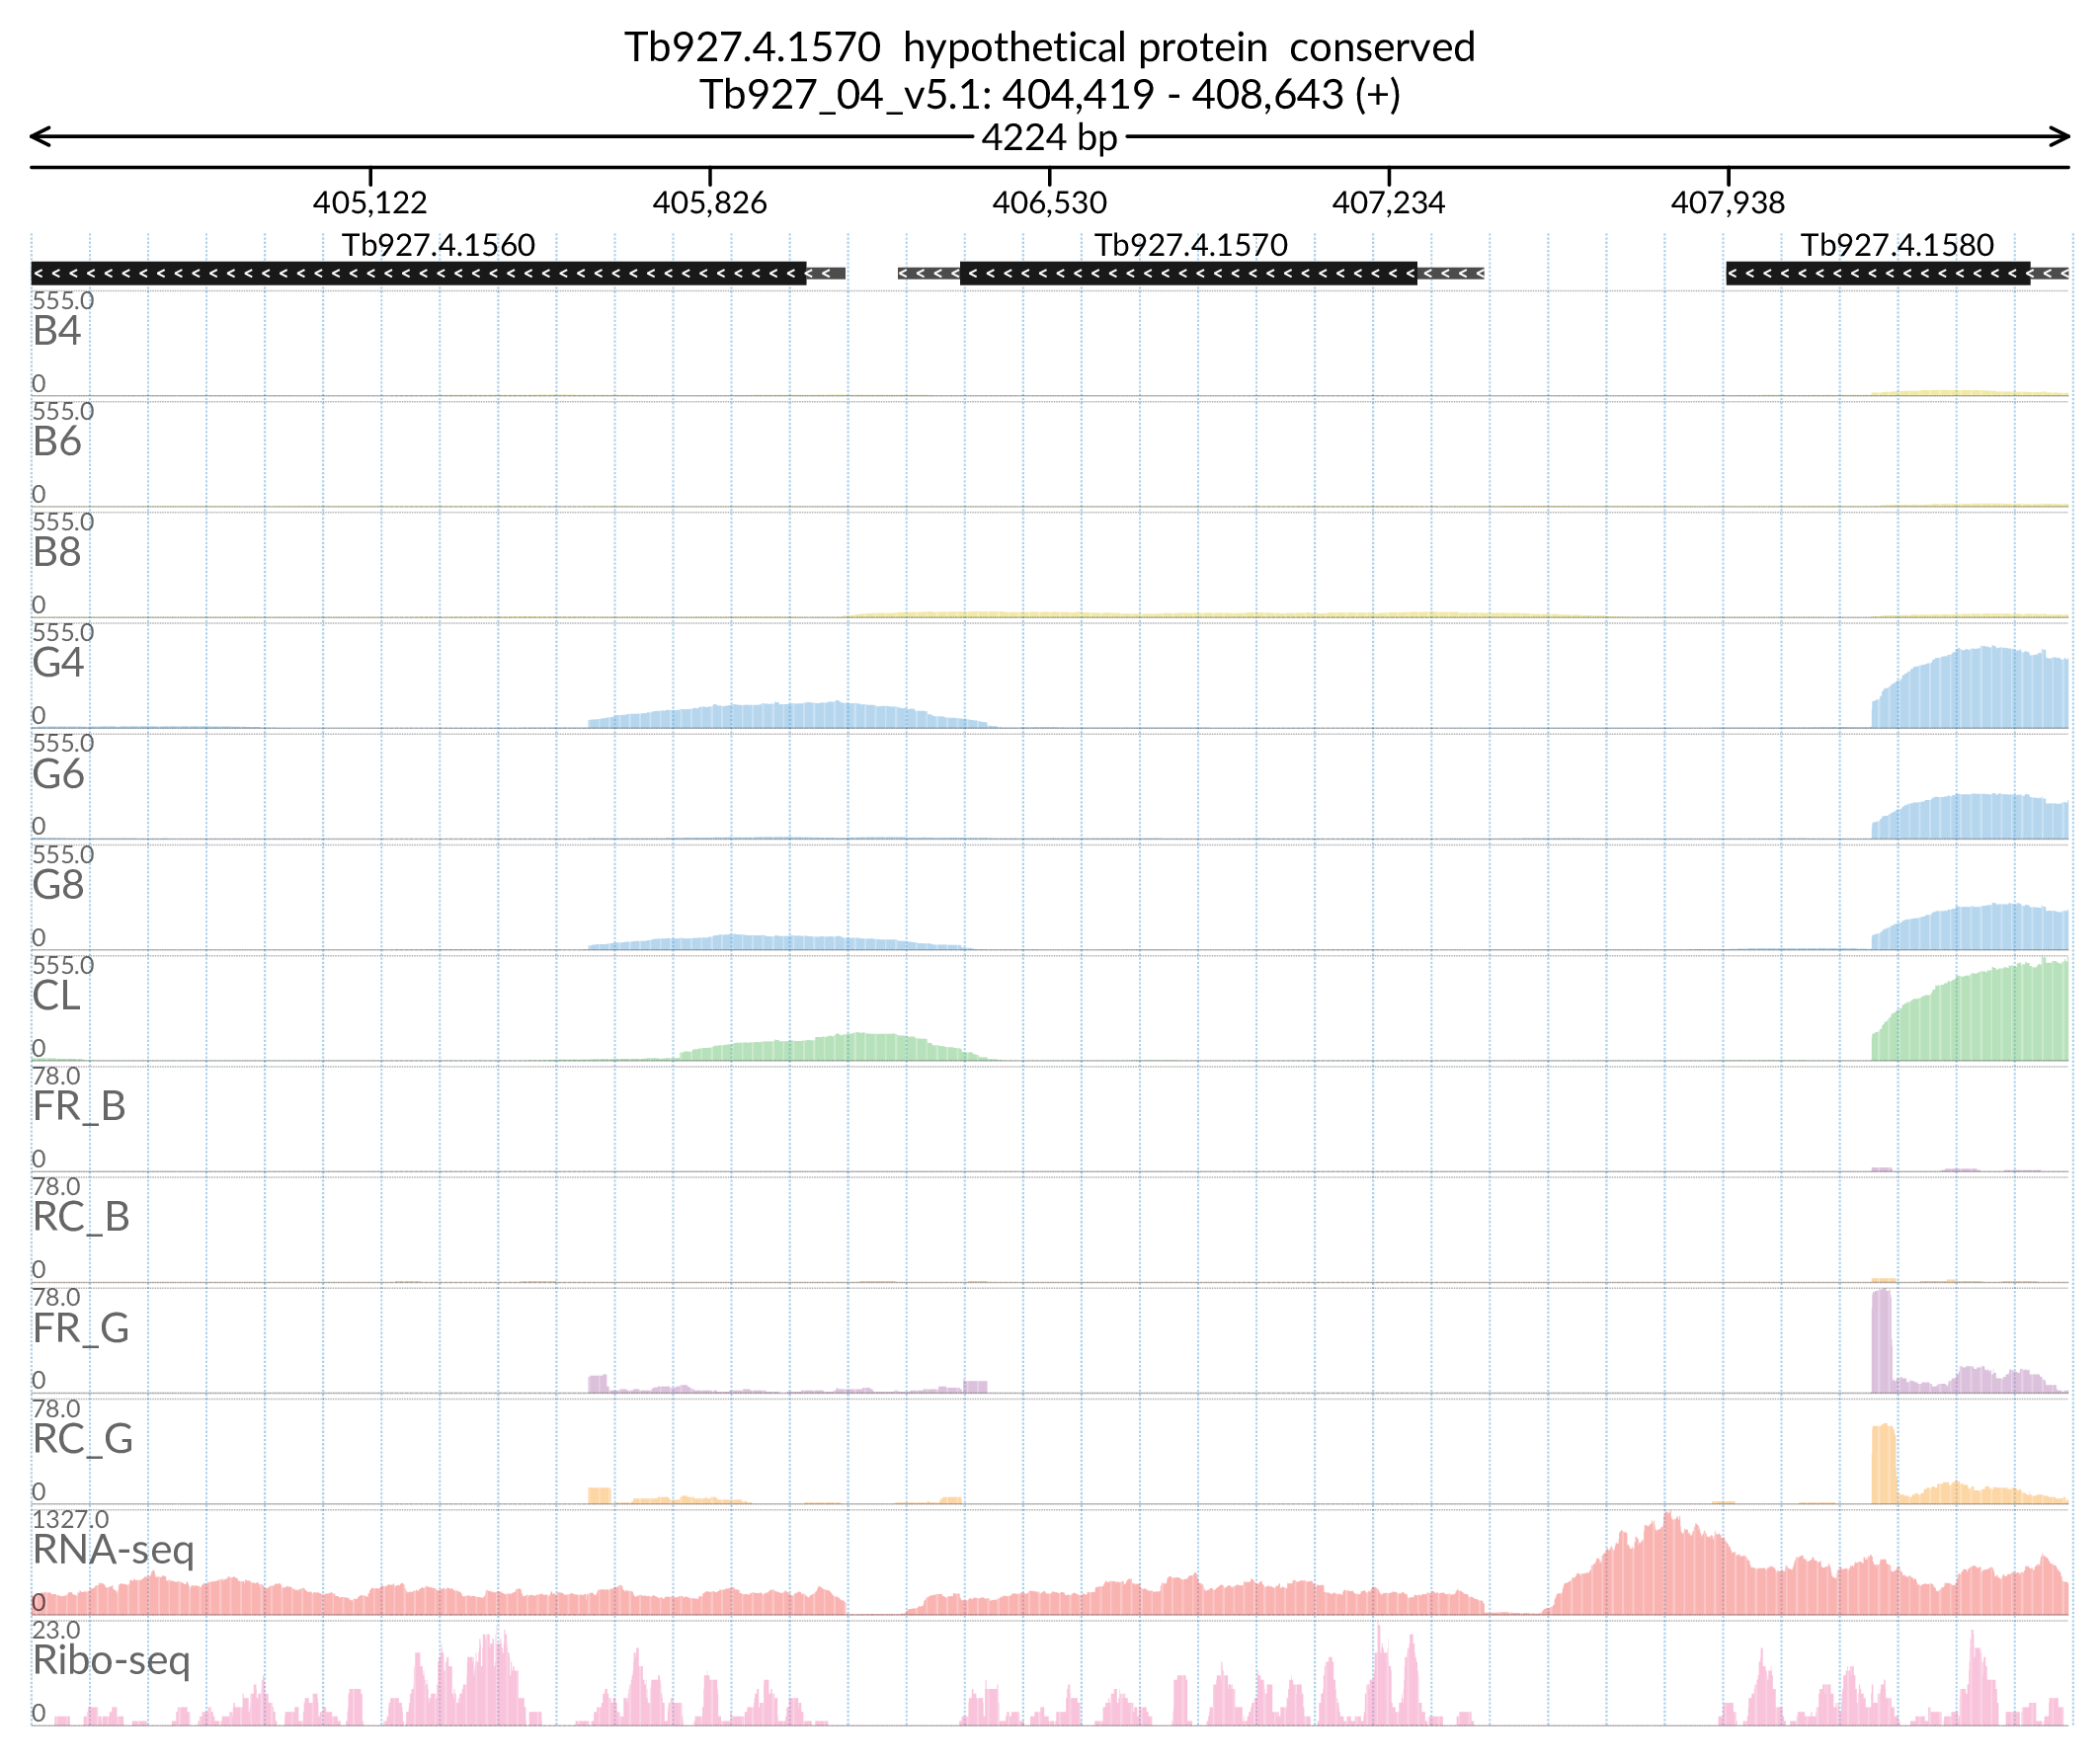 Tb927.4.1570 hypothetical protein conserved
Tb927_04_v5.1: 404,419 - 408,643 (+)
4224 bp
405,122 405,826 406,530 407,234 407,938
Tb927.4.1560 Tb927.4.1570 Tb927.4.1580
555.0
B4
0
555.0
B6
0
555.0
B8
0
555.0
G4
0
555.0
G6
0
555.0
G8
0
555.0
CL
0
78.0
FR_B
0
78.0
RC_B
0
78.0
FR_G
0
78.0
RC_G
0
1327.0
RNA-seq
0
23.0
Ribo-seq
0